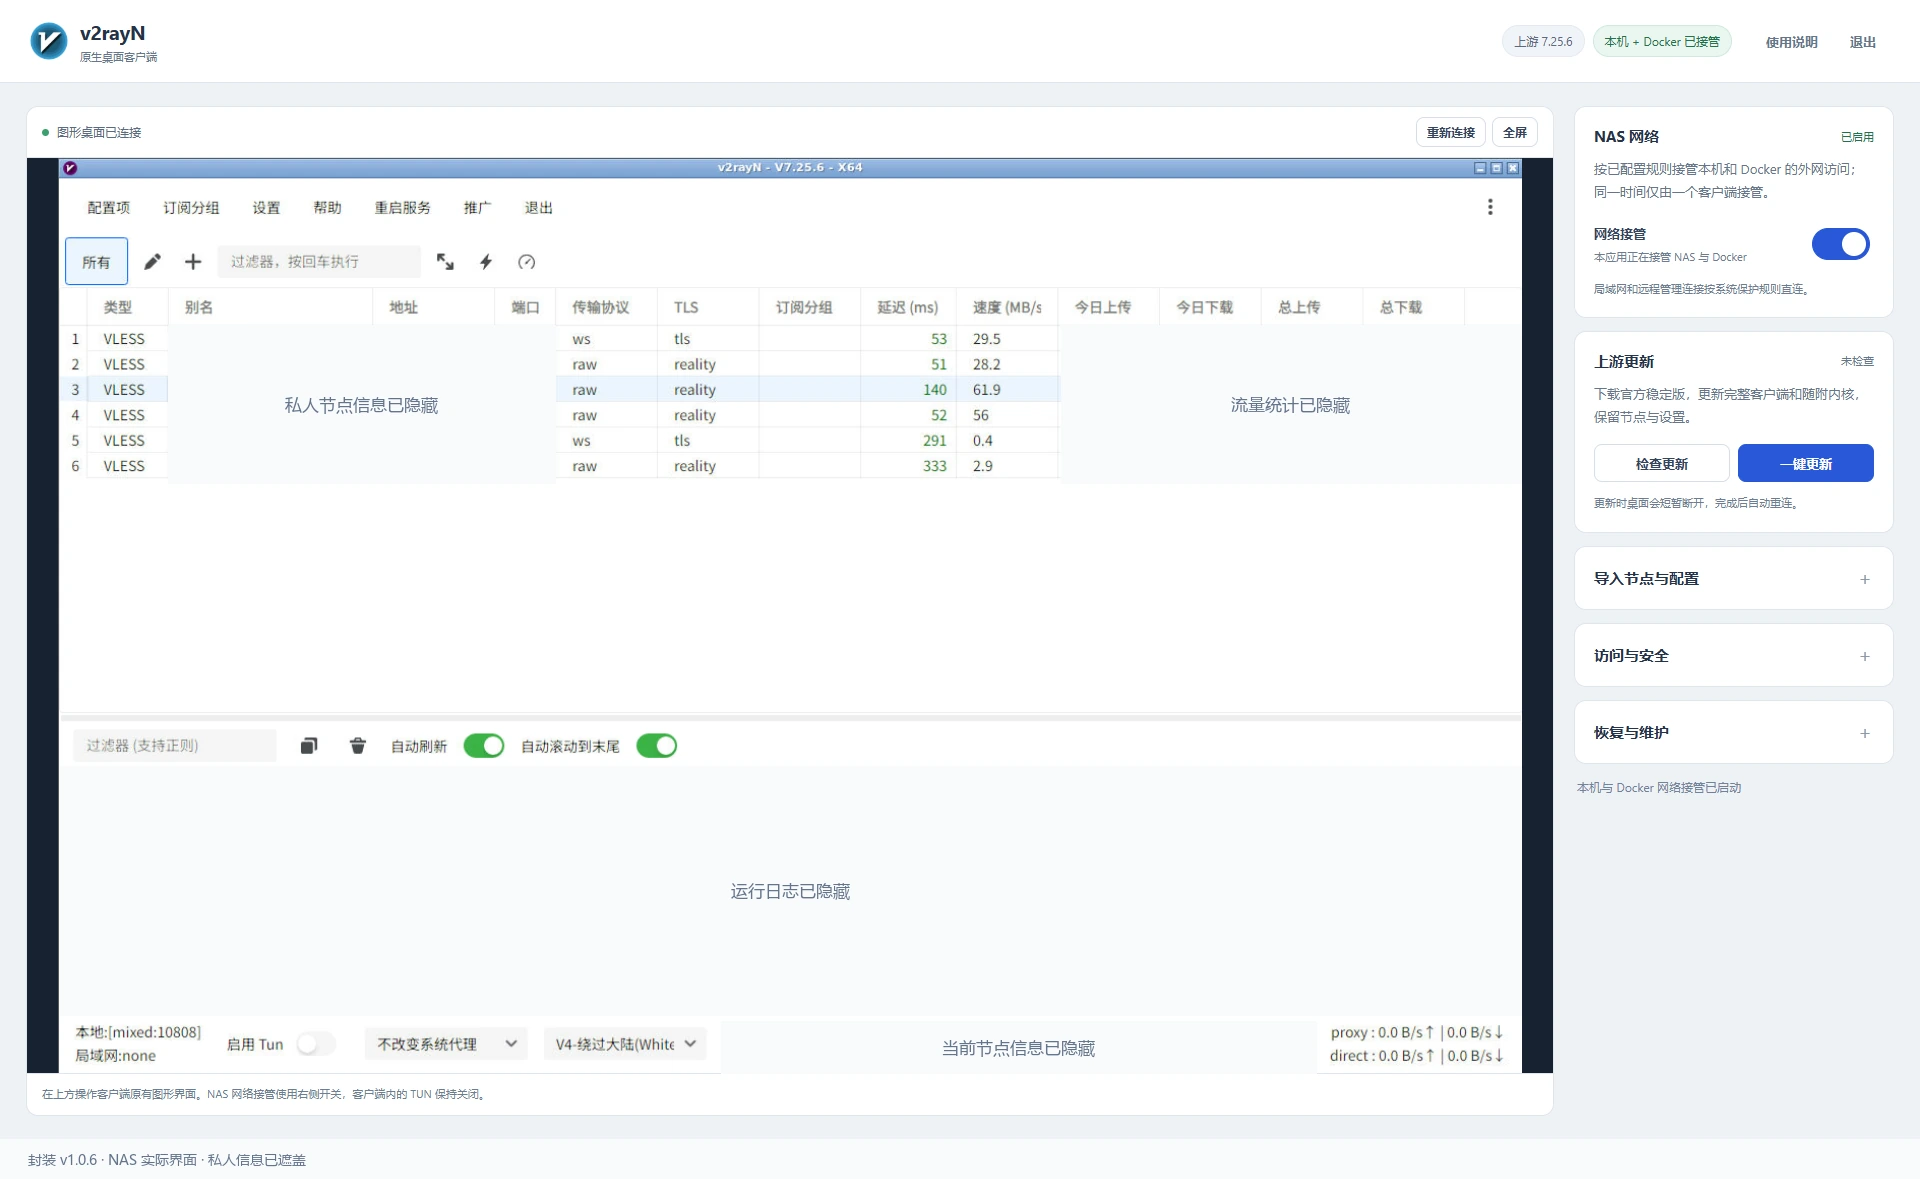 v2rayN
原生桌面客户端
上游 7.25.6
本机 + Docker 已接管
使用说明
退出
图形桌面已连接
重新连接
全屏
v2rayN - V7.25.6 - X64
配置项 订阅分组 设置 帮助 重启服务 推广 退出
所有
过滤器，按回车执行
类型 别名 地址 端口 传输协议 TLS 订阅分组 延迟 (ms) 速度 (MB/s 今日上传 今日下载 总上传 总下载
1 VLESS ws tls 53 29.5
2 VLESS raw reality 51 28.2
3 VLESS raw reality 140 61.9
4 VLESS raw reality 52 56
5 VLESS ws tls 291 0.4
6 VLESS raw reality 333 2.9
私人节点信息已隐藏
流量统计已隐藏
过滤器 (支持正则)
自动刷新
自动滚动到末尾
运行日志已隐藏
本地:[mixed:10808]
局域网:none
启用 Tun
不改变系统代理
V4-绕过大陆(White
当前节点信息已隐藏
proxy : 0.0 B/s↑ | 0.0 B/s↓
direct : 0.0 B/s↑ | 0.0 B/s↓
在上方操作客户端原有图形界面。NAS 网络接管使用右侧开关，客户端内的 TUN 保持关闭。
NAS 网络
已启用
按已配置规则接管本机和 Docker 的外网访问；
同一时间仅由一个客户端接管。
网络接管
本应用正在接管 NAS 与 Docker
局域网和远程管理连接按系统保护规则直连。
上游更新
未检查
下载官方稳定版，更新完整客户端和随附内核，
保留节点与设置。
检查更新
一键更新
更新时桌面会短暂断开，完成后自动重连。
导入节点与配置
+
访问与安全
+
恢复与维护
+
本机与 Docker 网络接管已启动
封装 v1.0.6 · NAS 实际界面 · 私人信息已遮盖